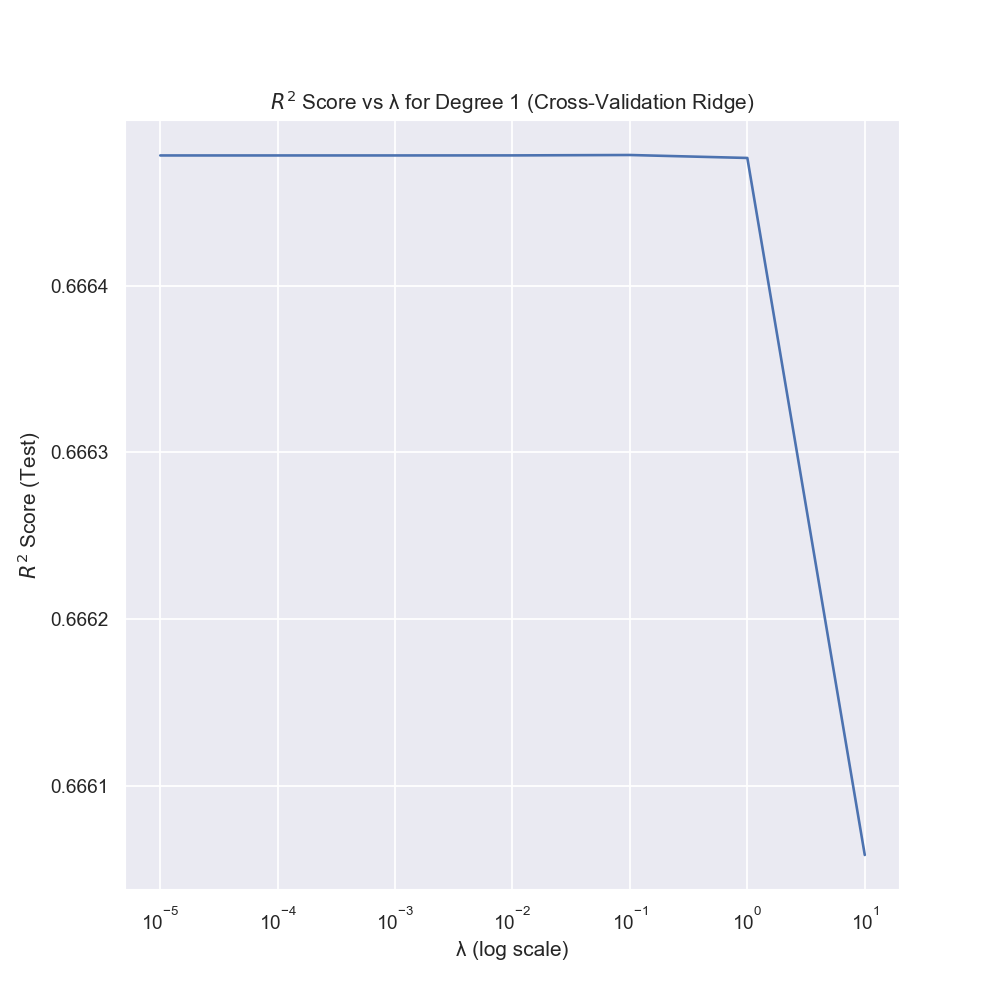 R² Score vs λ for Degree 1 (Cross-Validation Ridge)
R² Score (Test)
0.6664
0.6663
0.6662
0.6661
10⁻⁵ 10⁻⁴ 10⁻³ 10⁻² 10⁻¹ 10⁰ 10¹
λ (log scale)